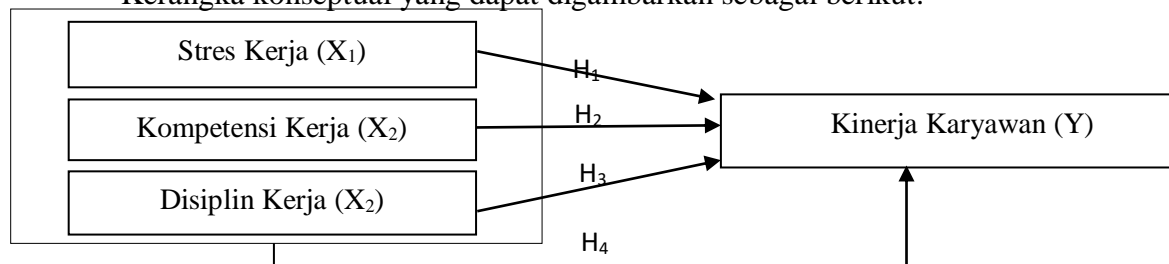 Kerangka konseptual yang dapat digambarkan sebagai berikut:
Stres Kerja (X₁)
H₁
Kompetensi Kerja (X₂)
H₂
Kinerja Karyawan (Y)
Disiplin Kerja (X₂)
H₃
H₄